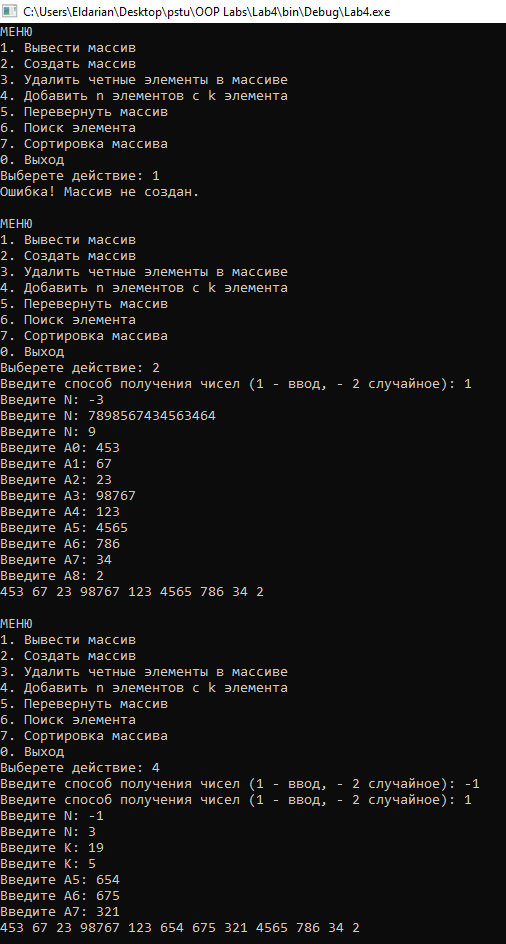 C:\Users\Eldarian\Desktop\pstu\OOP Labs\Lab4\bin\Debug\Lab4.exe
МЕНЮ
1. Вывести массив
2. Создать массив
3. Удалить четные элементы в массиве
4. Добавить n элементов с k элемента
5. Перевернуть массив
6. Поиск элемента
7. Сортировка массива
0. Выход
Выберете действие: 1
Ошибка! Массив не создан.
МЕНЮ
1. Вывести массив
2. Создать массив
3. Удалить четные элементы в массиве
4. Добавить n элементов с k элемента
5. Перевернуть массив
6. Поиск элемента
7. Сортировка массива
0. Выход
Выберете действие: 2
Введите способ получения чисел (1 - ввод, - 2 случайное): 1
Введите N: -3
Введите N: 7898567434563464
Введите N: 9
Введите A0: 453
Введите A1: 67
Введите A2: 23
Введите A3: 98767
Введите A4: 123
Введите A5: 4565
Введите A6: 786
Введите A7: 34
Введите A8: 2
453 67 23 98767 123 4565 786 34 2
МЕНЮ
1. Вывести массив
2. Создать массив
3. Удалить четные элементы в массиве
4. Добавить n элементов с k элемента
5. Перевернуть массив
6. Поиск элемента
7. Сортировка массива
0. Выход
Выберете действие: 4
Введите способ получения чисел (1 - ввод, - 2 случайное): -1
Введите способ получения чисел (1 - ввод, - 2 случайное): 1
Введите N: -1
Введите N: 3
Введите K: 19
Введите K: 5
Введите A5: 654
Введите A6: 675
Введите A7: 321
453 67 23 98767 123 654 675 321 4565 786 34 2